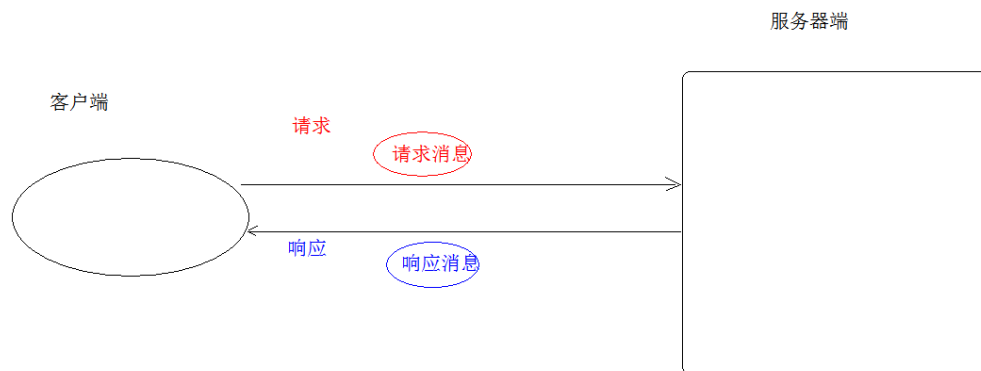 服务器端
客户端
请求
请求消息
响应
响应消息